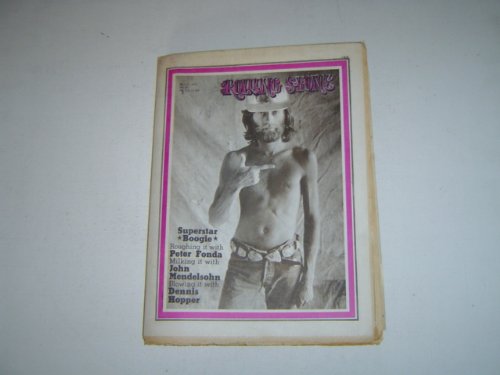 ROLLING STONE
Superstar
★Boogie★
Roughing it with
Peter Fonda
Milking it with
John
Mendelsohn
Blowing it with
Dennis
Hopper